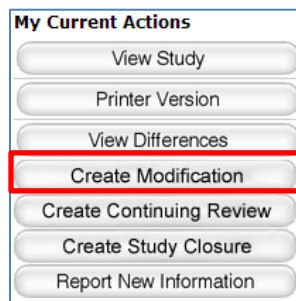 My Current Actions
View Study
Printer Version
View Differences
Create Modification
Create Continuing Review
Create Study Closure
Report New Information